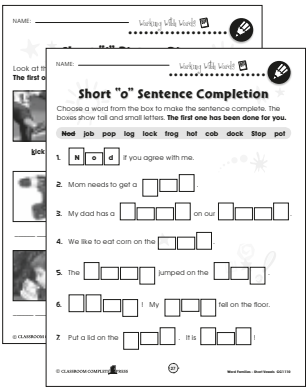 NAME:
Working With Words
Look at th
The first o
kick
© CLASSROOM COMPLETE
NAME:
Working With Words
Short "o" Sentence Completion
Choose a word from the box to make the sentence complete. The
boxes show tall and small letters. The first one has been done for you.
Nod job pop log lock frog hot cob dock Stop pot
1. N o d if you agree with me.
2. Mom needs to get a .
3. My dad has a on our .
4. We like to eat corn on the .
5. The jumped on the .
6. ! My fell on the floor.
7. Put a lid on the . It is !
© CLASSROOM COMPLETE PRESS
27
Word Families - Short Vowels CC1110